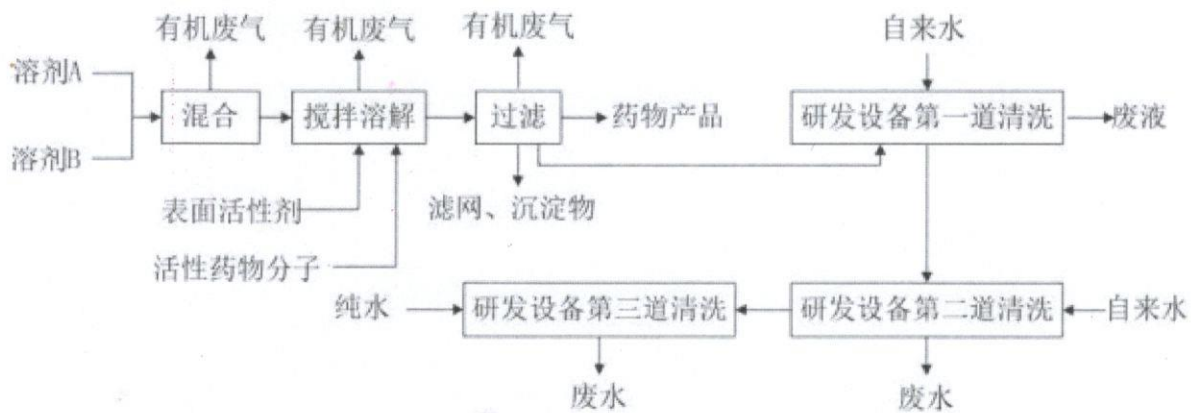 有机废气
有机废气
有机废气
自来水
溶剂A
混合
搅拌溶解
过滤
药物产品
研发设备第一道清洗
废液
溶剂B
表面活性剂
滤网、沉淀物
活性药物分子
纯水
研发设备第三道清洗
研发设备第二道清洗
自来水
废水
废水